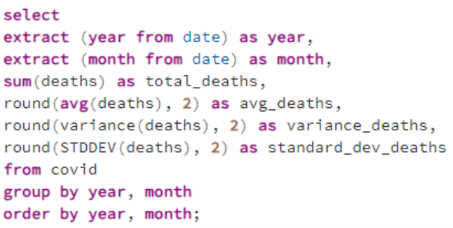 select
extract (year from date) as year,
extract (month from date) as month,
sum(deaths) as total_deaths,
round(avg(deaths), 2) as avg_deaths,
round(variance(deaths), 2) as variance_deaths,
round(STDDEV(deaths), 2) as standard_dev_deaths
from covid
group by year, month
order by year, month;